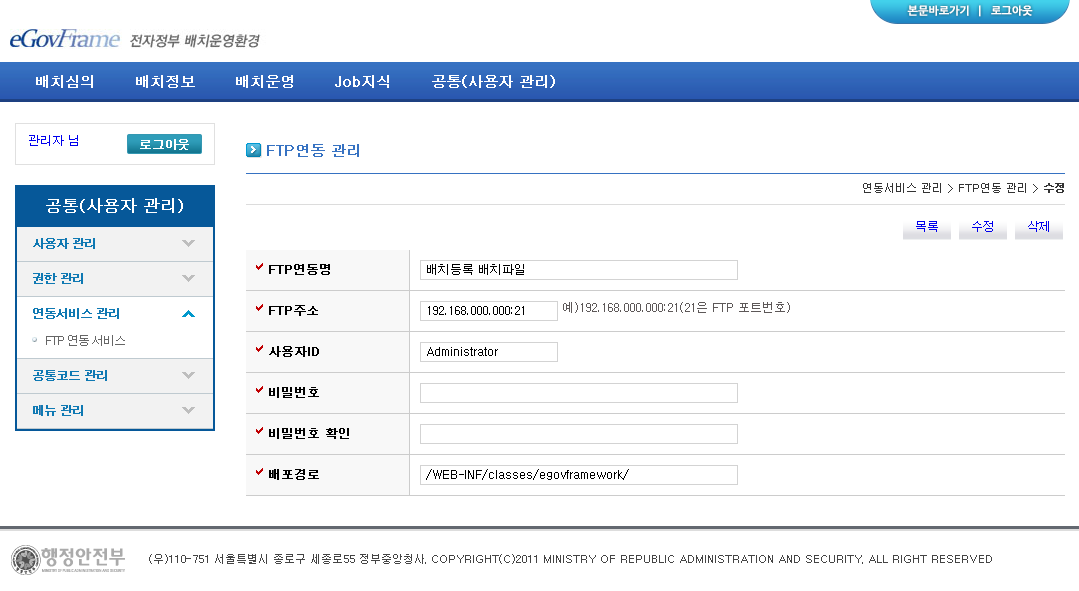 본문바로가기 | 로그아웃
eGovFrame 전자정부 배치운영환경
배치심의 배치정보 배치운영 Job지식 공통(사용자 관리)
관리자 님 로그아웃
공통(사용자 관리)
사용자 관리
권한 관리
연동서비스 관리
FTP 연동 서비스
공통코드 관리
메뉴 관리
FTP연동 관리
연동서비스 관리 > FTP연동 관리 > 수정
목록 수정 삭제
FTP연동명 배치등록 배치파일
FTP주소 192.168.000.000:21 예)192.168.000.000:21(21은 FTP 포트번호)
사용자ID Administrator
비밀번호
비밀번호 확인
배포경로 /WEB-INF/classes/egovframework/
행정안전부
(우)110-751 서울특별시 종로구 세종로55 정부중앙청사, COPYRIGHT(C)2011 MINISTRY OF REPUBLIC ADMINISTRATION AND SECURITY, ALL RIGHT RESERVED